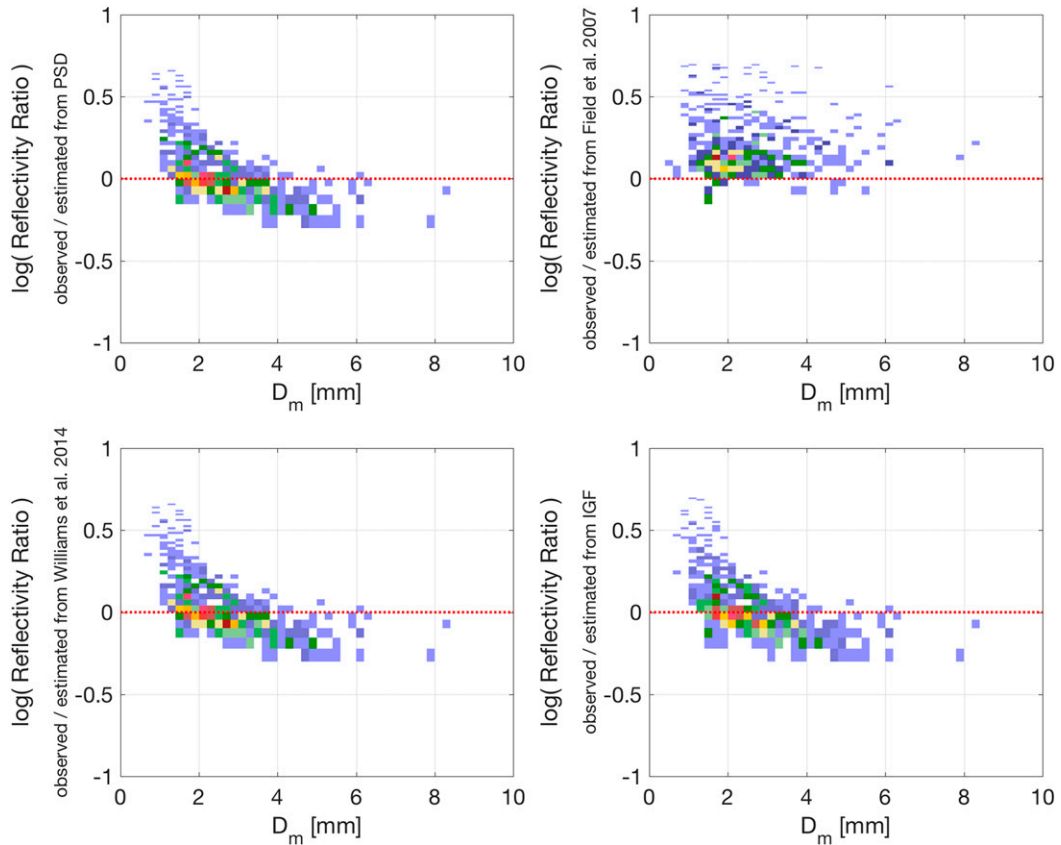 log( Reflectivity Ratio )
observed / estimated from PSD
1
0.5
0
-0.5
-1
0 2 4 6 8 10
D_m [mm]
log( Reflectivity Ratio )
observed / estimated from Field et al. 2007
1
0.5
0
-0.5
-1
0 2 4 6 8 10
D_m [mm]
log( Reflectivity Ratio )
observed / estimated from Williams et al. 2014
1
0.5
0
-0.5
-1
0 2 4 6 8 10
D_m [mm]
log( Reflectivity Ratio )
observed / estimated from IGF
1
0.5
0
-0.5
-1
0 2 4 6 8 10
D_m [mm]